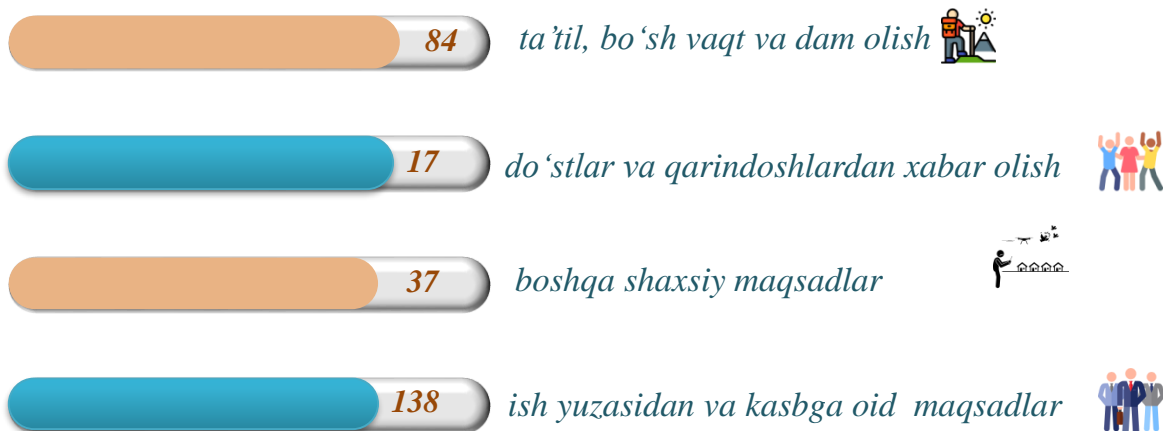 84 ta’til, bo‘sh vaqt va dam olish
17 do‘stlar va qarindoshlardan xabar olish
37 boshqa shaxsiy maqsadlar
138 ish yuzasidan va kasbga oid maqsadlar